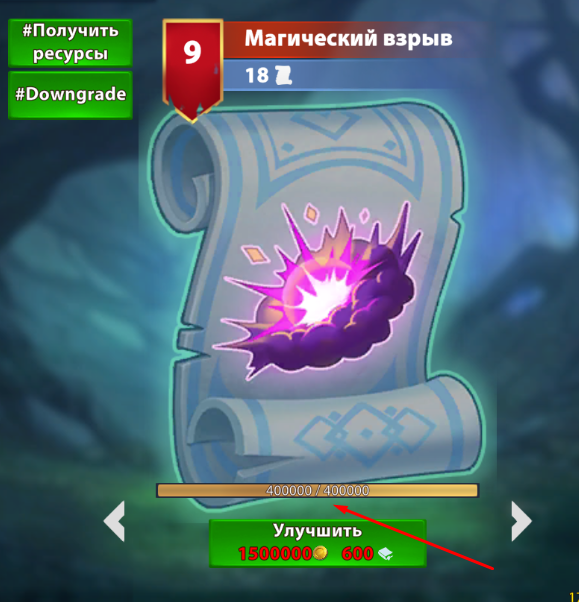 #Получить
ресурсы
#Downgrade
9
Магический взрыв
18
400000 / 400000
Улучшить
1500000 600